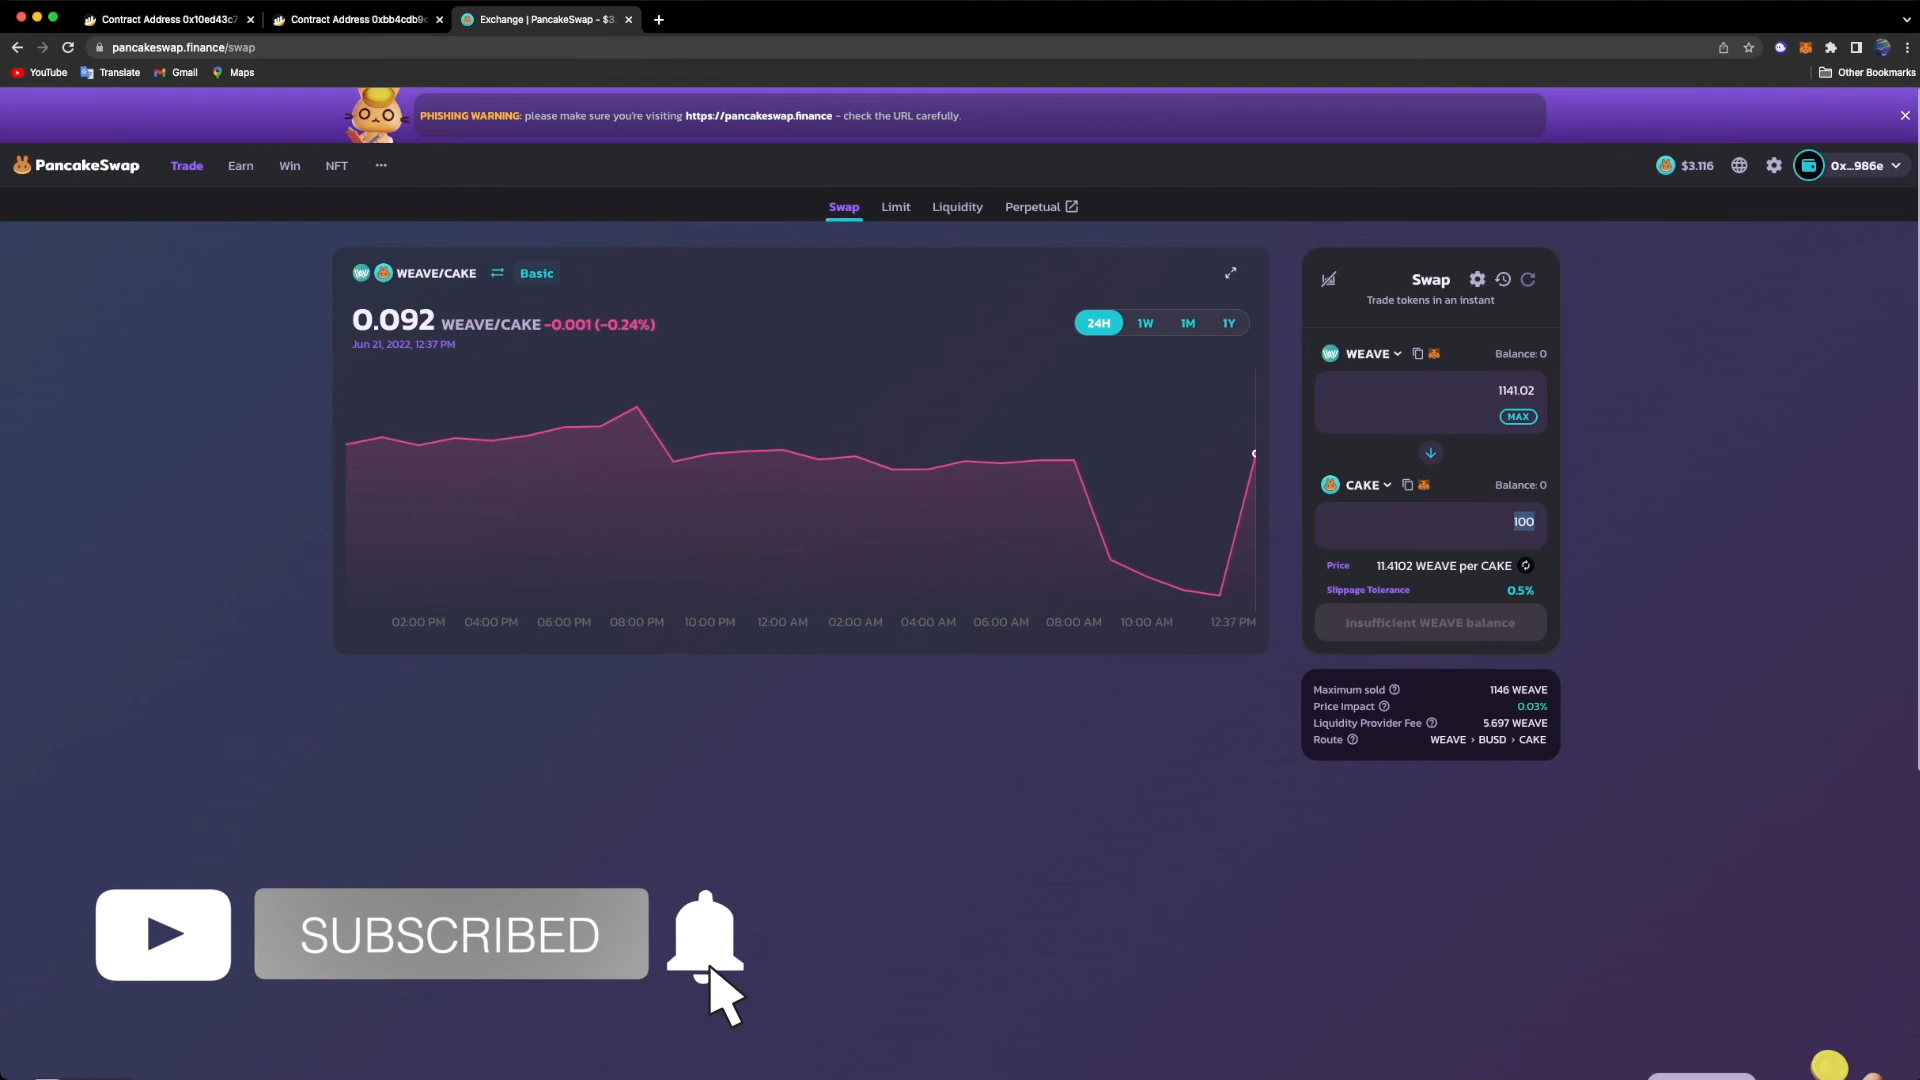 Contract Address 0x10ed43c7
Contract Address 0xbb4cdb9c
Exchange | PancakeSwap - $3.
pancakeswap.finance/swap
YouTube
Translate
Gmail
Maps
Other Bookmarks
PHISHING WARNING: please make sure you're visiting https://pancakeswap.finance - check the URL carefully.
PancakeSwap
Trade
Earn
Win
NFT
$3.116
0x...986e
Swap
Limit
Liquidity
Perpetual
WEAVE/CAKE
Basic
0.092 WEAVE/CAKE -0.001 (-0.24%)
Jun 21, 2022, 12:37 PM
24H
1W
1M
1Y
02:00 PM
04:00 PM
06:00 PM
08:00 PM
10:00 PM
12:00 AM
02:00 AM
04:00 AM
06:00 AM
08:00 AM
10:00 AM
12:37 PM
Swap
Trade tokens in an instant
WEAVE
Balance: 0
1141.02
MAX
CAKE
Balance: 0
100
Price
11.4102 WEAVE per CAKE
Slippage Tolerance
0.5%
Insufficient WEAVE balance
Maximum sold
1146 WEAVE
Price Impact
0.03%
Liquidity Provider Fee
5.697 WEAVE
Route
WEAVE > BUSD > CAKE
SUBSCRIBED